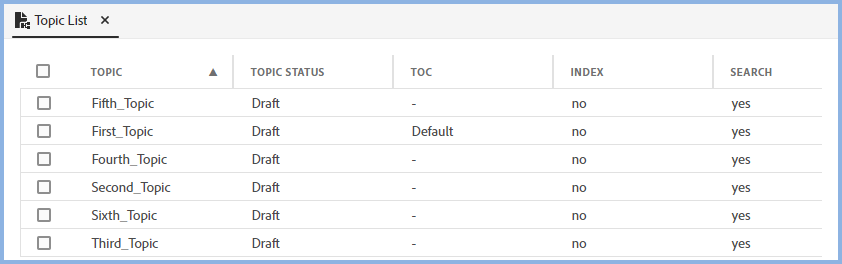 Topic List ×
TOPIC ▲ TOPIC STATUS TOC INDEX SEARCH
Fifth_Topic Draft - no yes
First_Topic Draft Default no yes
Fourth_Topic Draft - no yes
Second_Topic Draft - no yes
Sixth_Topic Draft - no yes
Third_Topic Draft - no yes